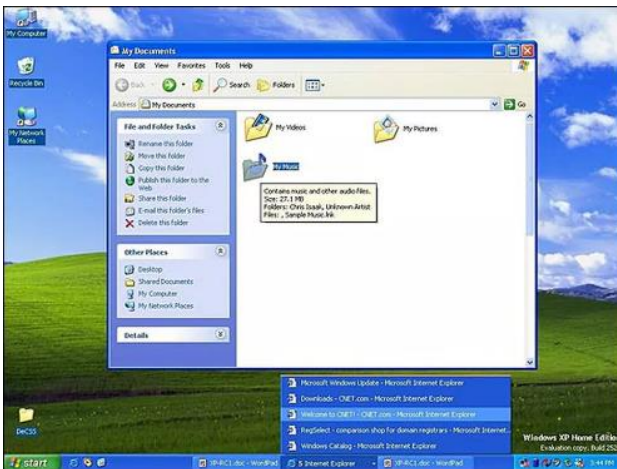 My Computer
Recycle Bin
My Network
Places
DeCSS
My Documents
File Edit View Favorites Tools Help
Back Search Folders
Address My Documents Go
File and Folder Tasks
Rename this folder
Move this folder
Copy this folder
Publish this folder to the
Web
Share this folder
E-mail this folder's files
Delete this folder
Other Places
Desktop
Shared Documents
My Computer
My Network Places
Details
My Videos
My Pictures
My Music
Contains music and other audio files.
Size: 27.1 MB
Folders: Chris Isaak, Unknown Artist
Files: , Sample Music.lnk
Microsoft Windows Update - Microsoft Internet Explorer
Downloads - CNET.com - Microsoft Internet Explorer
Welcome to CNET! - CNET.com - Microsoft Internet Explorer
RegSelect - comparison shop for domain registrars - Microsoft Internet...
Windows Catalog - Microsoft Internet Explorer
Windows XP Home Editio
Evaluation copy. Build 252
start
XP-RC1.doc - WordPad
5 Internet Explorer
XP-RC1.doc - WordPad
3:44 PM